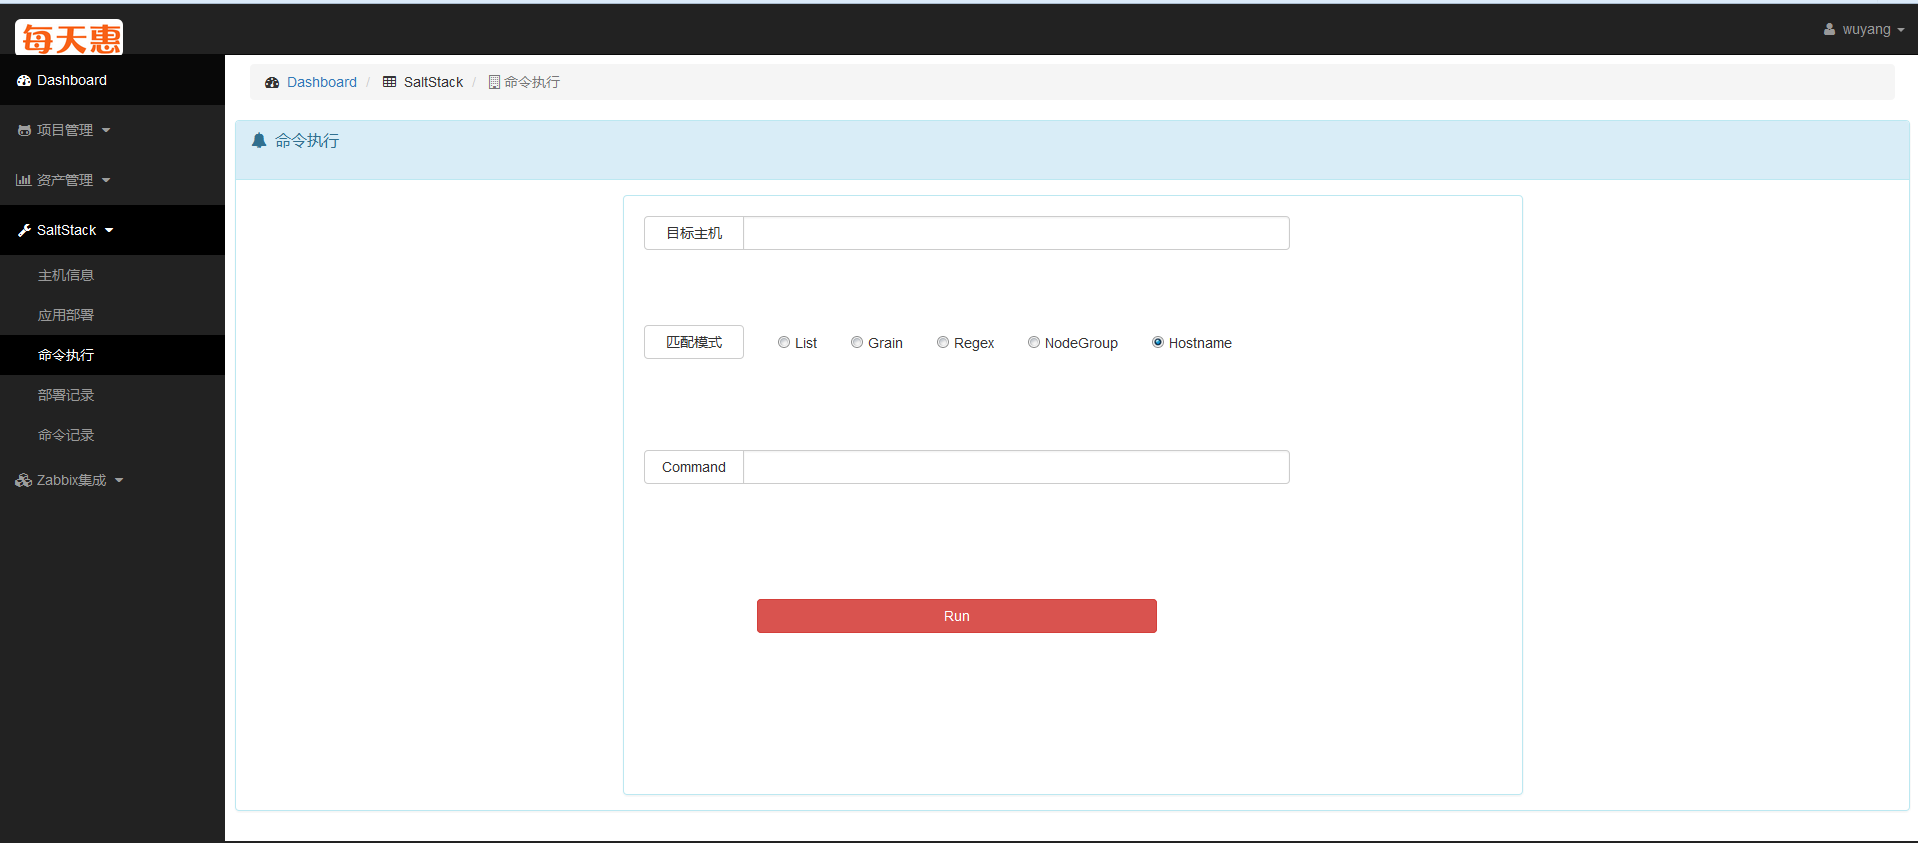 每天惠
wuyang
Dashboard
项目管理
资产管理
SaltStack
主机信息
应用部署
命令执行
部署记录
命令记录
Zabbix集成
Dashboard / SaltStack / 命令执行
命令执行
目标主机
匹配模式 List Grain Regex NodeGroup Hostname
Command
Run